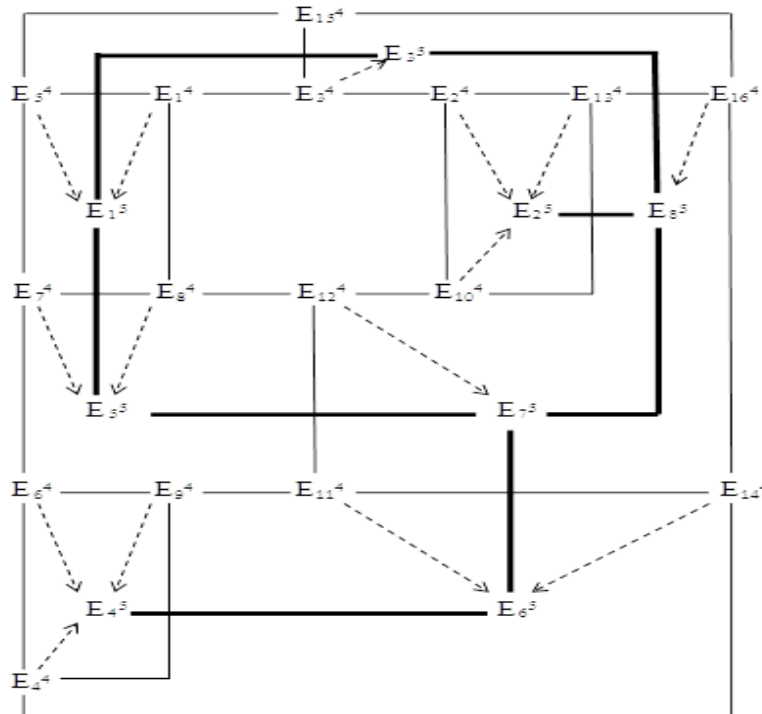 E₁₅⁴
E₃⁵
E₅⁴ E₁⁴ E₃⁴ E₂⁴ E₁₃⁴ E₁₆⁴
E₁⁵ E₂⁵ E₈⁵
E₇⁴ E₈⁴ E₁₂⁴ E₁₀⁴
E₅⁵ E₇⁵
E₆⁴ E₉⁴ E₁₁⁴ E₁₄⁴
E₄⁵ E₆⁵
E₄⁴